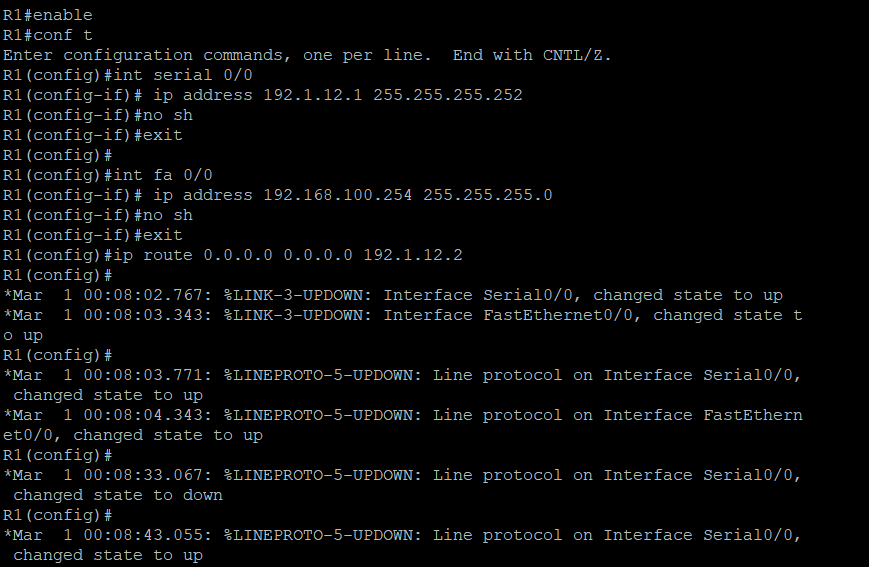 R1#enable
R1#conf t
Enter configuration commands, one per line.  End with CNTL/Z.
R1(config)#int serial 0/0
R1(config-if)# ip address 192.1.12.1 255.255.255.252
R1(config-if)#no sh
R1(config-if)#exit
R1(config)#
R1(config)#int fa 0/0
R1(config-if)# ip address 192.168.100.254 255.255.255.0
R1(config-if)#no sh
R1(config-if)#exit
R1(config)#ip route 0.0.0.0 0.0.0.0 192.1.12.2
R1(config)#
*Mar  1 00:08:02.767: %LINK-3-UPDOWN: Interface Serial0/0, changed state to up
*Mar  1 00:08:03.343: %LINK-3-UPDOWN: Interface FastEthernet0/0, changed state t
o up
R1(config)#
*Mar  1 00:08:03.771: %LINEPROTO-5-UPDOWN: Line protocol on Interface Serial0/0,
 changed state to up
*Mar  1 00:08:04.343: %LINEPROTO-5-UPDOWN: Line protocol on Interface FastEthern
et0/0, changed state to up
R1(config)#
*Mar  1 00:08:33.067: %LINEPROTO-5-UPDOWN: Line protocol on Interface Serial0/0,
 changed state to down
R1(config)#
*Mar  1 00:08:43.055: %LINEPROTO-5-UPDOWN: Line protocol on Interface Serial0/0,
 changed state to up